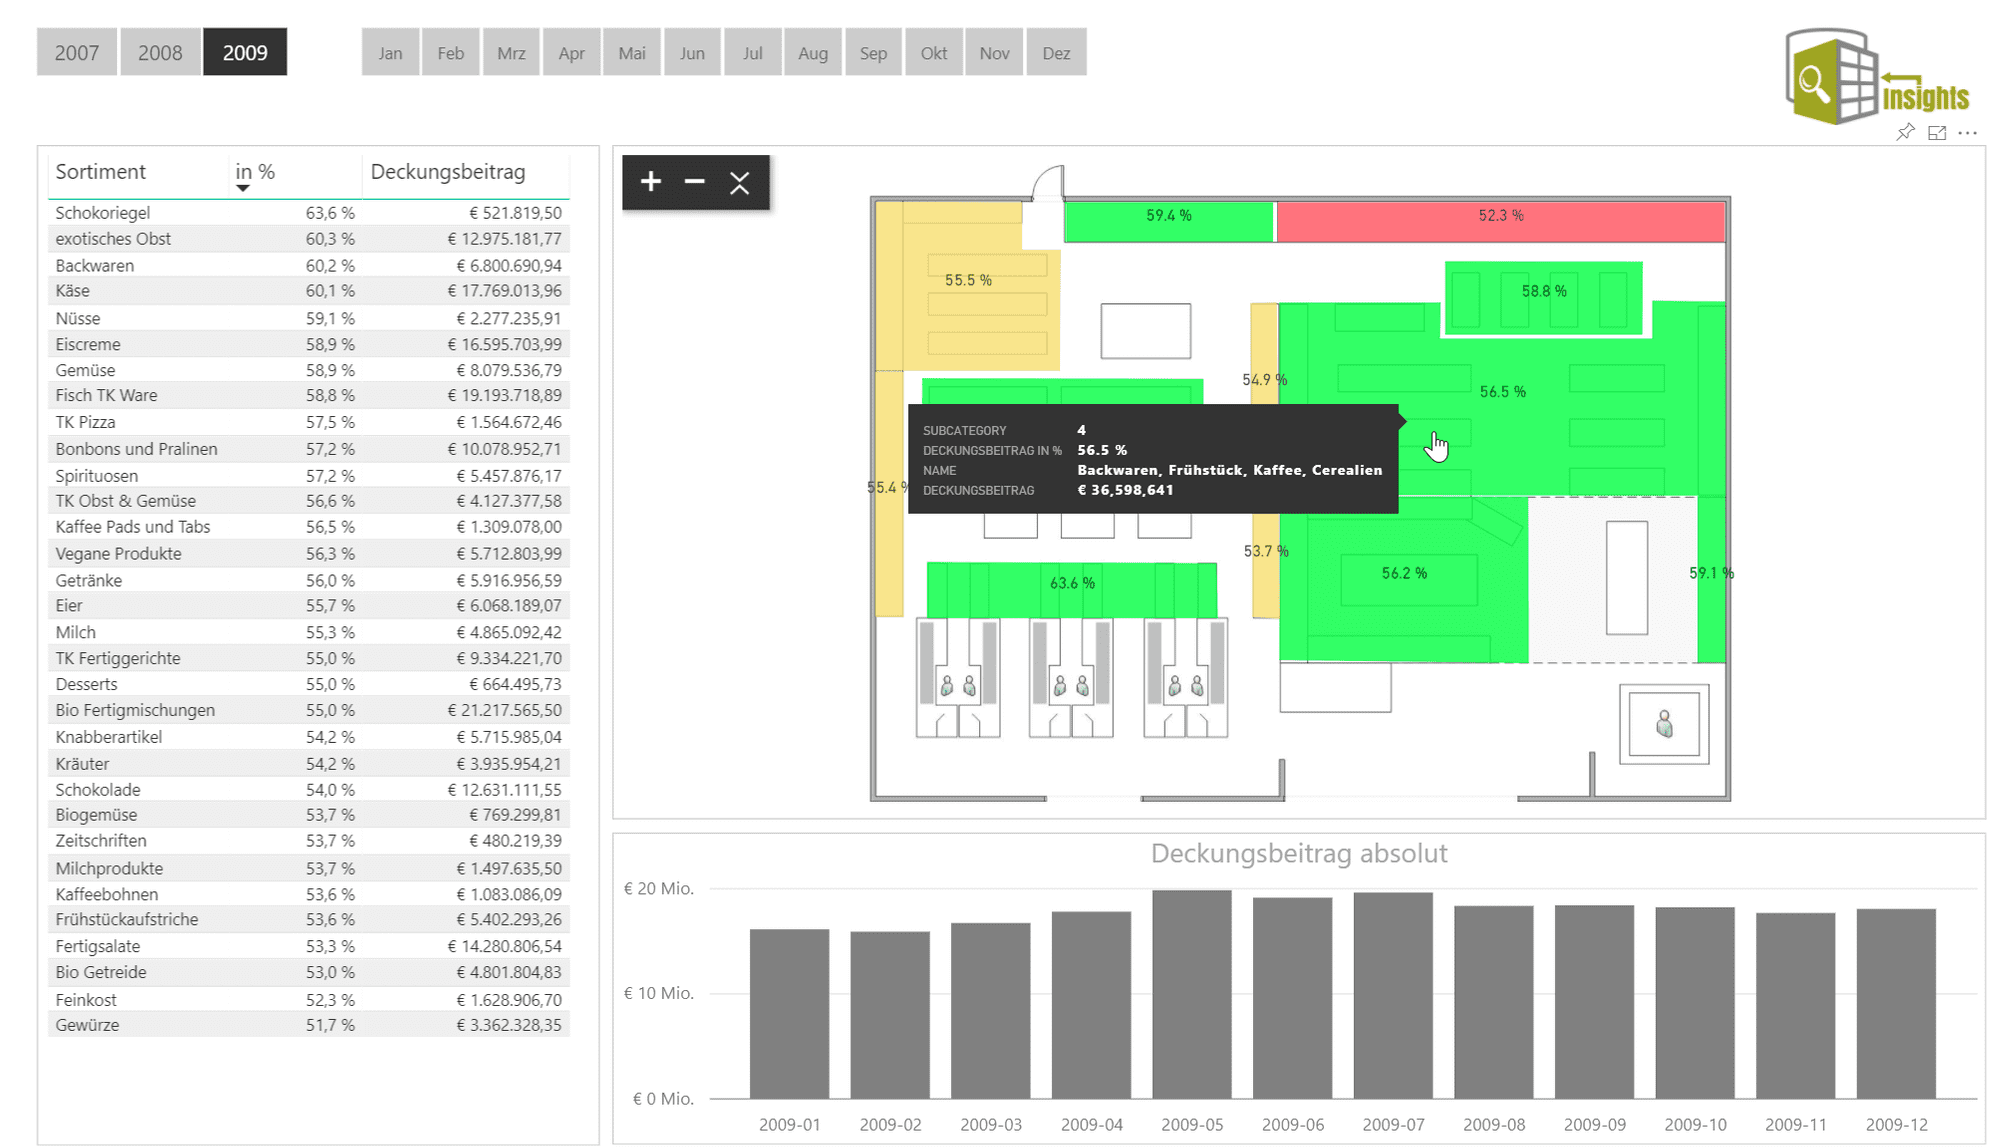 2007 2008 2009 Jan Feb Mrz Apr Mai Jun Jul Aug Sep Okt Nov Dez
insights
Sortiment in % Deckungsbeitrag
Schokoriegel 63,6 % € 521.819,50
exotisches Obst 60,3 % € 12.975.181,77
Backwaren 60,2 % € 6.800.690,94
Käse 60,1 % € 17.769.013,96
Nüsse 59,1 % € 2.277.235,91
Eiscreme 58,9 % € 16.595.703,99
Gemüse 58,9 % € 8.079.536,79
Fisch TK Ware 58,8 % € 19.193.718,89
TK Pizza 57,5 % € 1.564.672,46
Bonbons und Pralinen 57,2 % € 10.078.952,71
Spirituosen 57,2 % € 5.457.876,17
TK Obst & Gemüse 56,6 % € 4.127.377,58
Kaffee Pads und Tabs 56,5 % € 1.309.078,00
Vegane Produkte 56,3 % € 5.712.803,99
Getränke 56,0 % € 5.916.956,59
Eier 55,7 % € 6.068.189,07
Milch 55,3 % € 4.865.092,42
TK Fertiggerichte 55,0 % € 9.334.221,70
Desserts 55,0 % € 664.495,73
Bio Fertigmischungen 55,0 % € 21.217.565,50
Knabberartikel 54,2 % € 5.715.985,04
Kräuter 54,2 % € 3.935.954,21
Schokolade 54,0 % € 12.631.111,55
Biogemüse 53,7 % € 769.299,81
Zeitschriften 53,7 % € 480.219,39
Milchprodukte 53,7 % € 1.497.635,50
Kaffeebohnen 53,6 % € 1.083.086,09
Frühstückaufstriche 53,6 % € 5.402.293,26
Fertigsalate 53,3 % € 14.280.806,54
Bio Getreide 53,0 % € 4.801.804,83
Feinkost 52,3 % € 1.628.906,70
Gewürze 51,7 % € 3.362.328,35
59.4 % 52.3 %
55.5 % 58.8 %
54.9 % 56.5 %
SUBCATEGORY 4
DECKUNGSBEITRAG IN % 56.5 %
NAME Backwaren, Frühstück, Kaffee, Cerealien
DECKUNGSBEITRAG € 36,598,641
55.4 %
53.7 %
63.6 % 56.2 % 59.1 %
Deckungsbeitrag absolut
€ 20 Mio.
€ 10 Mio.
€ 0 Mio.
2009-01 2009-02 2009-03 2009-04 2009-05 2009-06 2009-07 2009-08 2009-09 2009-10 2009-11 2009-12